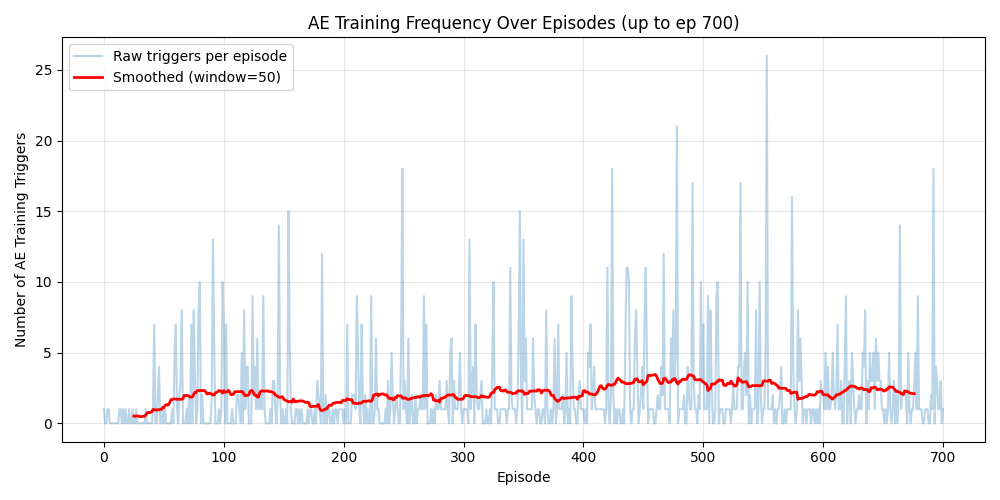 AE Training Frequency Over Episodes (up to ep 700)
Raw triggers per episode
Smoothed (window=50)
Number of AE Training Triggers
25
20
15
10
5
0
0 100 200 300 400 500 600 700
Episode